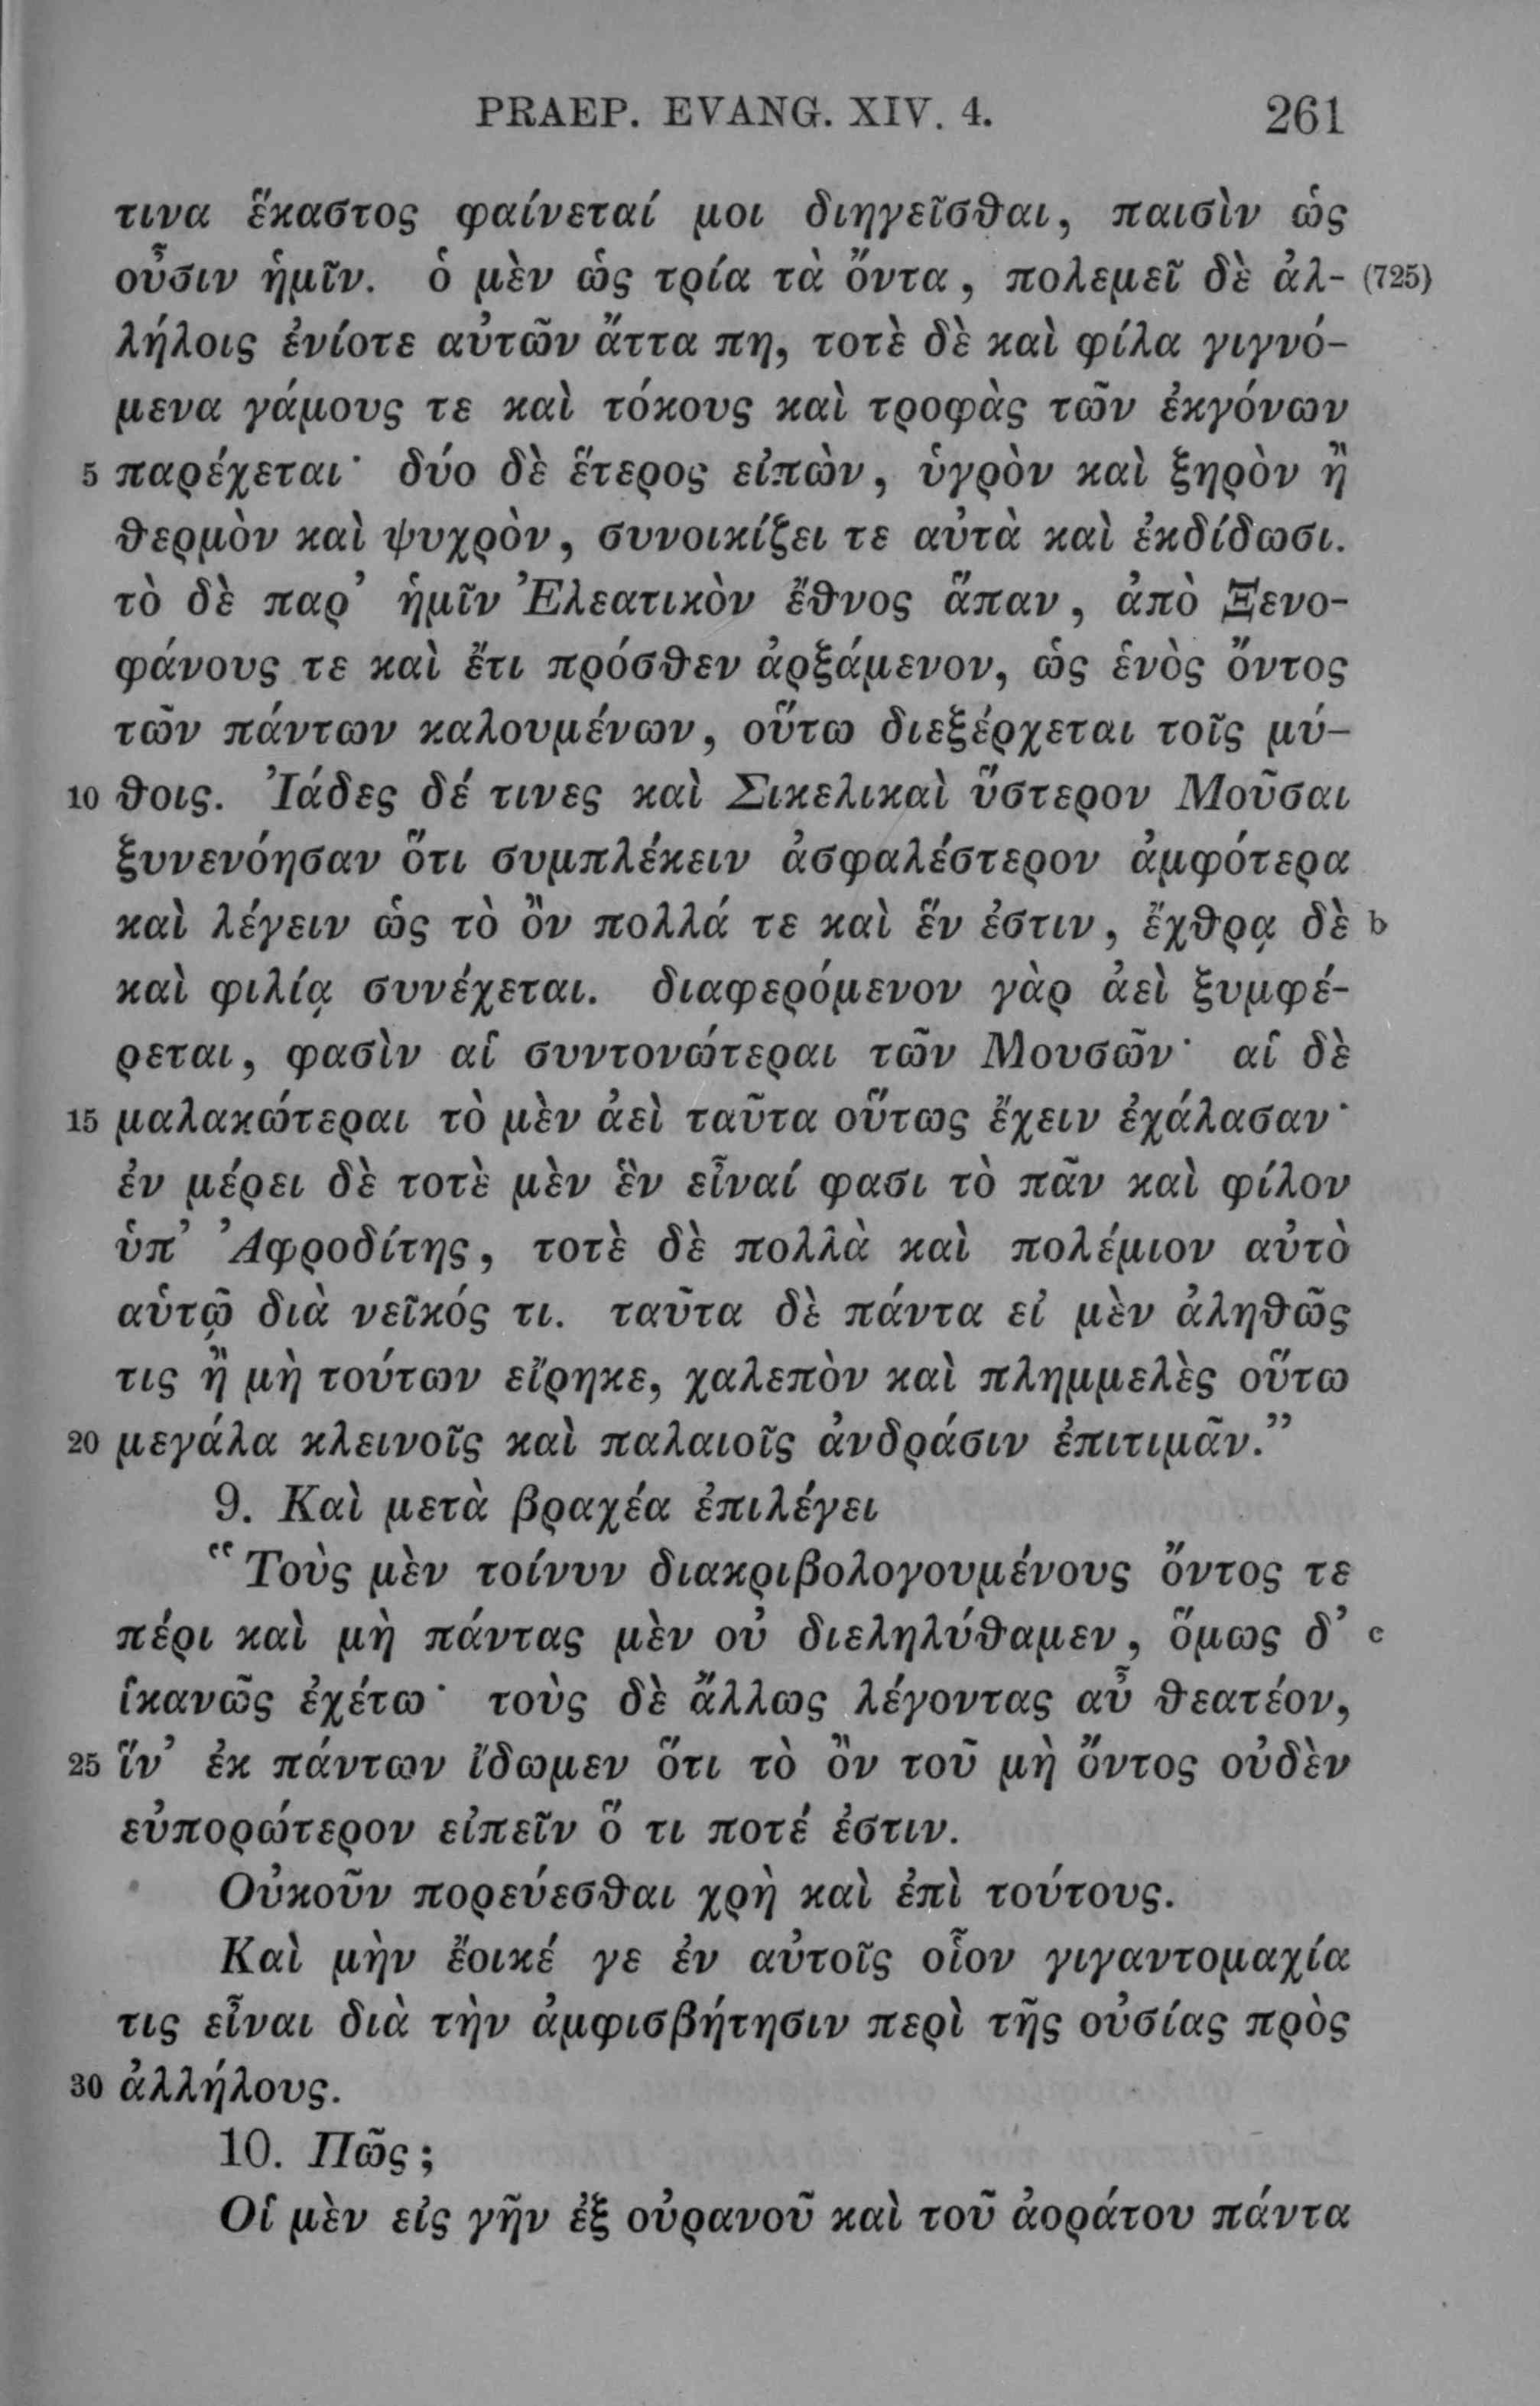 PRAEP. EVANG. XIV. 4. 261
τινα ἕκαστος φαίνεταί μοι διηγεῖσθαι, παισὶν ὡς
οὖσιν ἡμῖν. ὁ μὲν ὡς τρία τὰ ὄντα, πολεμεῖ δὲ ἀλ- (725)
λήλοις ἐνίοτε αὐτῶν ἄττα πη, τοτὲ δὲ καὶ φίλα γιγνό-
μενα γάμους τε καὶ τόκους καὶ τροφὰς τῶν ἐκγόνων
5 παρέχεται· δύο δὲ ἕτερος εἰπὼν, ὑγρὸν καὶ ξηρὸν ἢ
θερμὸν καὶ ψυχρὸν, συνοικίζει τε αὐτὰ καὶ ἐκδίδωσι.
τὸ δὲ παρ’ ἡμῖν Ἐλεατικὸν ἔθνος ἅπαν, ἀπὸ Ξενο-
φάνους τε καὶ ἔτι πρόσθεν ἀρξάμενον, ὡς ἑνὸς ὄντος
τῶν πάντων καλουμένων, οὕτω διεξέρχεται τοῖς μύ-
10 θοις. Ἰάδες δέ τινες καὶ Σικελικαὶ ὕστερον Μοῦσαι
ξυνενόησαν ὅτι συμπλέκειν ἀσφαλέστερον ἀμφότερα
καὶ λέγειν ὡς τὸ ὂν πολλά τε καὶ ἕν ἐστιν, ἔχθρᾳ δὲ b
καὶ φιλίᾳ συνέχεται. διαφερόμενον γὰρ ἀεὶ ξυμφέ-
ρεται, φασὶν αἱ συντονώτεραι τῶν Μουσῶν· αἱ δὲ
15 μαλακώτεραι τὸ μὲν ἀεὶ ταῦτα οὕτως ἔχειν ἐχάλασαν·
ἐν μέρει δὲ τοτὲ μὲν ἓν εἶναί φασι τὸ πᾶν καὶ φίλον
ὑπ’ Ἀφροδίτης, τοτὲ δὲ πολλὰ καὶ πολέμιον αὐτὸ
αὑτῷ διὰ νεῖκός τι. ταῦτα δὲ πάντα εἰ μὲν ἀληθῶς
τις ἢ μὴ τούτων εἴρηκε, χαλεπὸν καὶ πλημμελὲς οὕτω
20 μεγάλα κλεινοῖς καὶ παλαιοῖς ἀνδράσιν ἐπιτιμᾶν.”
9. Καὶ μετὰ βραχέα ἐπιλέγει
“Τοὺς μὲν τοίνυν διακριβολογουμένους ὄντος τε
πέρι καὶ μὴ πάντας μὲν οὐ διεληλύθαμεν, ὅμως δ’ c
ἱκανῶς ἐχέτω· τοὺς δὲ ἄλλως λέγοντας αὖ θεατέον,
25 ἵν’ ἐκ πάντων ἴδωμεν ὅτι τὸ ὂν τοῦ μὴ ὄντος οὐδὲν
εὐπορώτερον εἰπεῖν ὅ τι ποτέ ἐστιν.
Οὐκοῦν πορεύεσθαι χρὴ καὶ ἐπὶ τούτους.
Καὶ μὴν ἔοικέ γε ἐν αὐτοῖς οἷον γιγαντομαχία
τις εἶναι διὰ τὴν ἀμφισβήτησιν περὶ τῆς οὐσίας πρὸς
30 ἀλλήλους.
10. Πῶς;
Οἱ μὲν εἰς γῆν ἐξ οὐρανοῦ καὶ τοῦ ἀοράτου πάντα